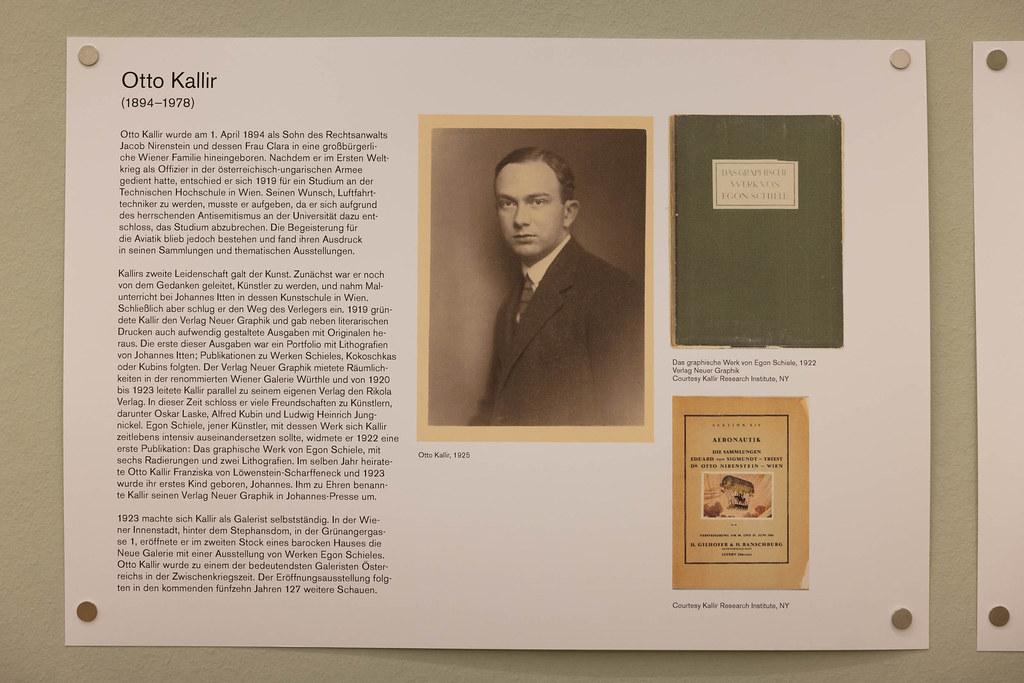 Otto Kallir
(1894–1978)
Otto Kallir wurde am 1. April 1894 als Sohn des Rechtsanwalts
Jacob Nirenstein und dessen Frau Clara in eine großbürgerli-
che Wiener Familie hineingeboren. Nachdem er im Ersten Welt-
krieg als Offizier in der österreichisch-ungarischen Armee
gedient hatte, entschied er sich 1919 für ein Studium an der
Technischen Hochschule in Wien. Seinen Wunsch, Luftfahrt-
techniker zu werden, musste er aufgeben, da er sich aufgrund
des herrschenden Antisemitismus an der Universität dazu ent-
schloss, das Studium abzubrechen. Die Begeisterung für
die Aviatik blieb jedoch bestehen und fand ihren Ausdruck
in seinen Sammlungen und thematischen Ausstellungen.
Kallirs zweite Leidenschaft galt der Kunst. Zunächst war er noch
von dem Gedanken geleitet, Künstler zu werden, und nahm Mal-
unterricht bei Johannes Itten in dessen Kunstschule in Wien.
Schließlich aber schlug er den Weg des Verlegers ein. 1919 grün-
dete Kallir den Verlag Neuer Graphik und gab neben literarischen
Drucken auch aufwendig gestaltete Ausgaben mit Originalen he-
raus. Die erste dieser Ausgaben war ein Portfolio mit Lithografien
von Johannes Itten; Publikationen zu Werken Schieles, Kokoschkas
oder Kubins folgten. Der Verlag Neuer Graphik mietete Räumlich-
keiten in der renommierten Wiener Galerie Würthle und von 1920
bis 1923 leitete Kallir parallel zu seinem eigenen Verlag den Rikola
Verlag. In dieser Zeit schloss er viele Freundschaften zu Künstlern,
darunter Oskar Laske, Alfred Kubin und Ludwig Heinrich Jung-
nickel. Egon Schiele, jener Künstler, mit dessen Werk sich Kallir
zeitlebens intensiv auseinandersetzen sollte, widmete er 1922 eine
erste Publikation: Das graphische Werk von Egon Schiele, mit
sechs Radierungen und zwei Lithografien. Im selben Jahr heirate-
te Otto Kallir Franziska von Löwenstein-Scharffeneck und 1923
wurde ihr erstes Kind geboren, Johannes. Ihm zu Ehren benann-
te Kallir seinen Verlag Neuer Graphik in Johannes-Presse um.
1923 machte sich Kallir als Galerist selbstständig. In der Wie-
ner Innenstadt, hinter dem Stephansdom, in der Grünangergas-
se 1, eröffnete er im zweiten Stock eines barocken Hauses die
Neue Galerie mit einer Ausstellung von Werken Egon Schieles.
Otto Kallir wurde zu einem der bedeutendsten Galeristen Öster-
reichs in der Zwischenkriegszeit. Der Eröffnungsausstellung folg-
ten in den kommenden fünfzehn Jahren 127 weitere Schauen.
Otto Kallir, 1925
DAS GRAPHISCHE
WERK VON
EGON SCHIELE
Das graphische Werk von Egon Schiele, 1922
Verlag Neuer Graphik
Courtesy Kallir Research Institute, NY
AERONAUTIK
DIE SAMMLUNGEN
EDUARD VON SIGMUNDT – TRIEST
DR. OTTO NIRENSTEIN – WIEN
H. GILHOFER & H. RANSCHBURG
Courtesy Kallir Research Institute, NY